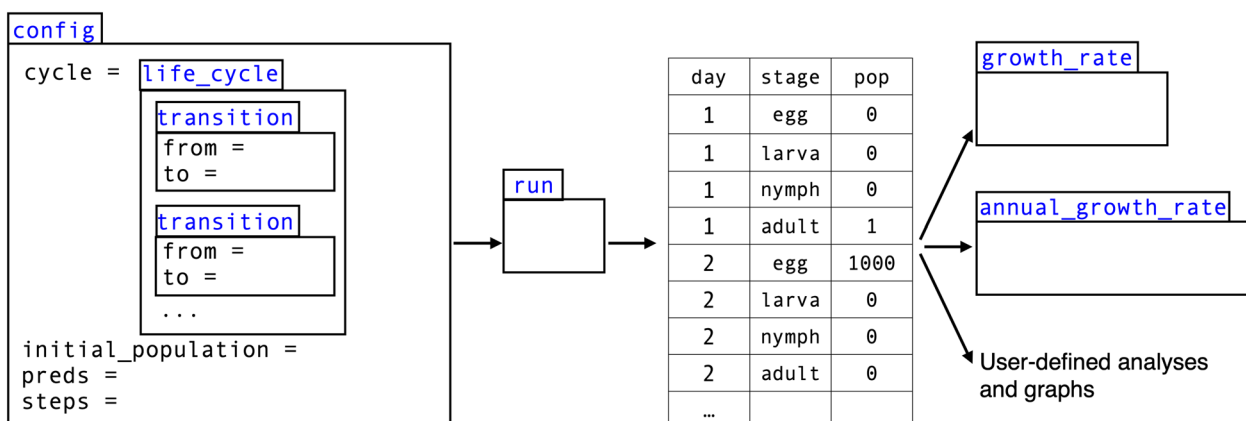 config
cycle =
life_cycle
transition
from =
to =
transition
from =
to =
...
initial_population =
preds =
steps =
run
day stage pop
1 egg 0
1 larva 0
1 nymph 0
1 adult 1
2 egg 1000
2 larva 0
2 nymph 0
2 adult 0
…
growth_rate
annual_growth_rate
User-defined analyses
and graphs